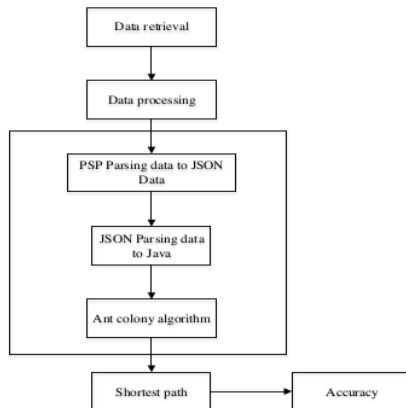 Data retrieval
Data processing
PSP Parsing data to JSON
Data
JSON Parsing data
to Java
Ant colony algorithm
Shortest path
Accuracy